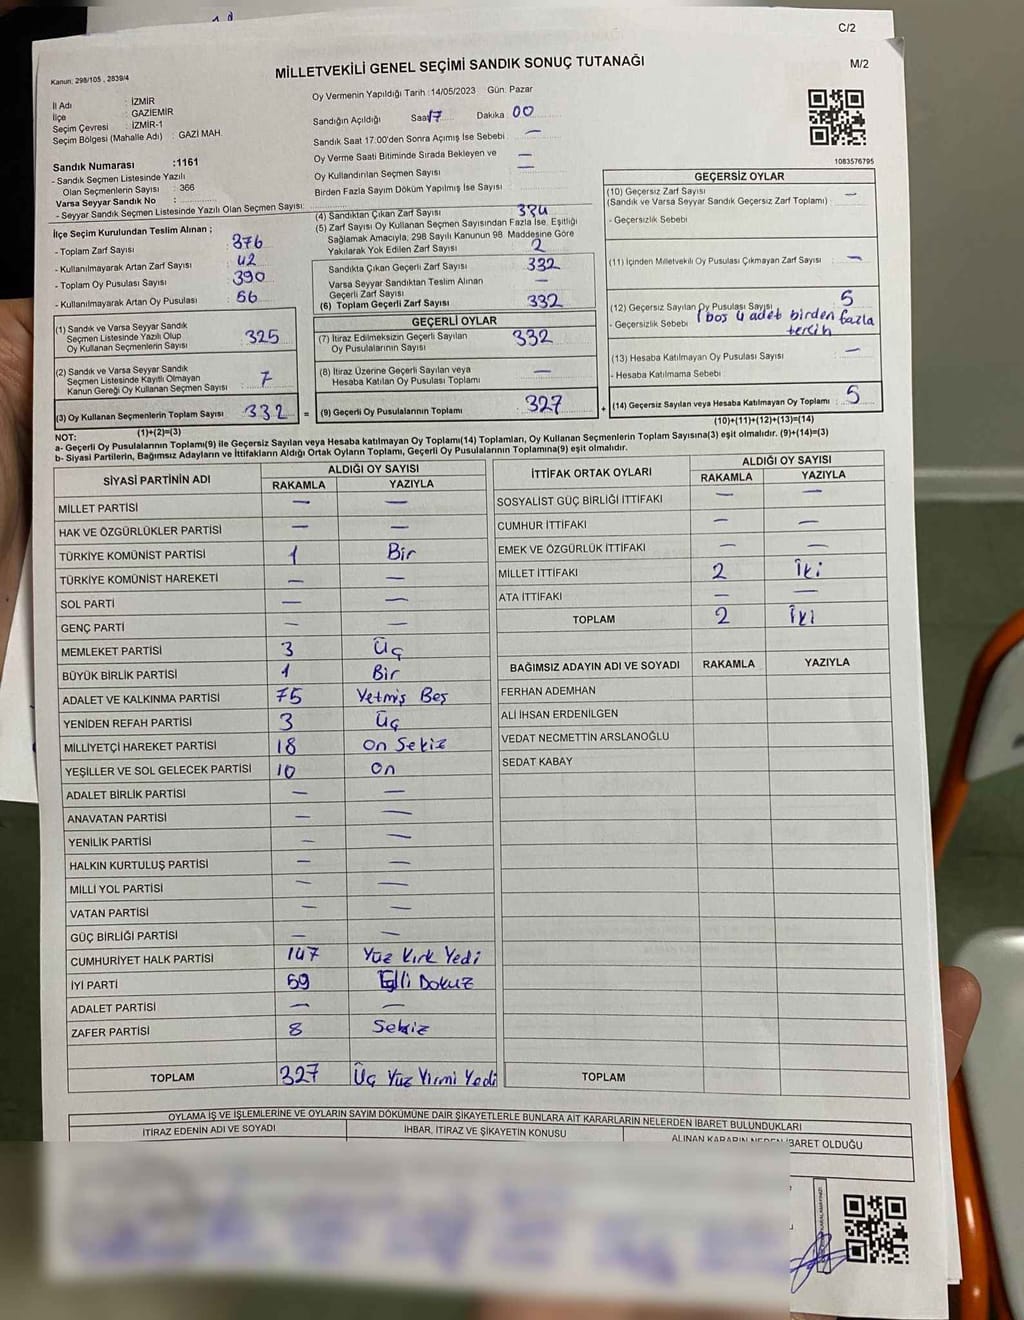 C/2
M/2
Kanun: 298/105 , 2839/4
MİLLETVEKİLİ GENEL SEÇİMİ SANDIK SONUÇ TUTANAĞI
İl Adı : İZMİR
İlçe : GAZİEMİR
Seçim Çevresi : İZMİR-1
Seçim Bölgesi (Mahalle Adı) : GAZİ MAH.
Sandık Numarası :1161
- Sandık Seçmen Listesinde Yazılı
Olan Seçmenlerin Sayısı : 366
Varsa Seyyar Sandık No :
- Seyyar Sandık Seçmen Listesinde Yazılı Olan Seçmen Sayısı:
Oy Vermenin Yapıldığı Tarih :14/05/2023 Gün: Pazar
Sandığın Açıldığı Saat 17 Dakika 00
Sandık Saat 17:00'den Sonra Açımış İse Sebebi —
Oy Verme Saati Bitiminde Sırada Bekleyen ve
Oy Kullandırılan Seçmen Sayısı —
Birden Fazla Sayım Döküm Yapılmış İse Sayısı
1083576795
İlçe Seçim Kurulundan Teslim Alınan ;
- Toplam Zarf Sayısı : 376
- Kullanılmayarak Artan Zarf Sayısı : 42
- Toplam Oy Pusulası Sayısı : 390
- Kullanılmayarak Artan Oy Pusulası : 56
(1) Sandık ve Varsa Seyyar Sandık
Seçmen Listesinde Yazılı Olup
Oy Kullanan Seçmenlerin Sayısı : 325
(2) Sandık ve Varsa Seyyar Sandık
Seçmen Listesinde Kayıtlı Olmayan
Kanun Gereği Oy Kullanan Seçmen Sayısı : 7
(3) Oy Kullanan Seçmenlerin Toplam Sayısı : 332
(1)+(2)=(3)
(4) Sandıktan Çıkan Zarf Sayısı 334
(5) Zarf Sayısı Oy Kullanan Seçmen Sayısından Fazla İse, Eşitliği
Sağlamak Amacıyla, 298 Sayılı Kanunun 98. Maddesine Göre
Yakılarak Yok Edilen Zarf Sayısı 2
Sandıkta Çıkan Geçerli Zarf Sayısı 332
Varsa Seyyar Sandıktan Teslim Alınan
Geçerli Zarf Sayısı —
(6) Toplam Geçerli Zarf Sayısı 332
GEÇERLİ OYLAR
(7) İtiraz Edilmeksizin Geçerli Sayılan
Oy Pusulalarının Sayısı 332
(8) İtiraz Üzerine Geçerli Sayılan veya
Hesaba Katılan Oy Pusulası Toplamı —
= (9) Geçerli Oy Pusulalarının Toplamı 327
GEÇERSİZ OYLAR
(10) Geçersiz Zarf Sayısı
(Sandık ve Varsa Seyyar Sandık Geçersiz Zarf Toplamı) : —
- Geçersizlik Sebebi
(11) İçinden Milletvekili Oy Pusulası Çıkmayan Zarf Sayısı : —
(12) Geçersiz Sayılan Oy Pusulası Sayısı : 5
- Geçersizlik Sebebi 1 boş 4 adet birden fazla
tercih
(13) Hesaba Katılmayan Oy Pusulası Sayısı : —
- Hesaba Katılmama Sebebi
+ (14) Geçersiz Sayılan veya Hesaba Katılmayan Oy Toplamı : 5
(10)+(11)+(12)+(13)=(14)
NOT:
a- Geçerli Oy Pusulalarının Toplamı(9) ile Geçersiz Sayılan veya Hesaba katılmayan Oy Toplamı(14) Toplamları, Oy Kullanan Seçmenlerin Toplam Sayısına(3) eşit olmalıdır. (9)+(14)=(3)
b- Siyasi Partilerin, Bağımsız Adayların ve İttifakların Aldığı Ortak Oyların Toplamı, Geçerli Oy Pusulalarının Toplamına(9) eşit olmalıdır.
SİYASİ PARTİNİN ADI ALDIĞI OY SAYISI
RAKAMLA YAZIYLA
MİLLET PARTİSİ — —
HAK VE ÖZGÜRLÜKLER PARTİSİ — —
TÜRKİYE KOMÜNİST PARTİSİ 1 Bir
TÜRKİYE KOMÜNİST HAREKETİ — —
SOL PARTİ — —
GENÇ PARTİ — —
MEMLEKET PARTİSİ 3 Üç
BÜYÜK BİRLİK PARTİSİ 1 Bir
ADALET VE KALKINMA PARTİSİ 75 Yetmiş Beş
YENİDEN REFAH PARTİSİ 3 Üç
MİLLİYETÇİ HAREKET PARTİSİ 18 On Sekiz
YEŞİLLER VE SOL GELECEK PARTİSİ 10 On
ADALET BİRLİK PARTİSİ — —
ANAVATAN PARTİSİ — —
YENİLİK PARTİSİ — —
HALKIN KURTULUŞ PARTİSİ — —
MİLLİ YOL PARTİSİ — —
VATAN PARTİSİ — —
GÜÇ BİRLİĞİ PARTİSİ — —
CUMHURİYET HALK PARTİSİ 147 Yüz Kırk Yedi
İYİ PARTİ 59 Elli Dokuz
ADALET PARTİSİ — —
ZAFER PARTİSİ 8 Sekiz
TOPLAM 327 Üç Yüz Yirmi Yedi
İTTİFAK ORTAK OYLARI ALDIĞI OY SAYISI
RAKAMLA YAZIYLA
SOSYALİST GÜÇ BİRLİĞİ İTTİFAKI — —
CUMHUR İTTİFAKI — —
EMEK VE ÖZGÜRLÜK İTTİFAKI — —
MİLLET İTTİFAKI 2 İki
ATA İTTİFAKI — —
TOPLAM 2 İki
BAĞIMSIZ ADAYIN ADI VE SOYADI RAKAMLA YAZIYLA
FERHAN ADEMHAN
ALİ İHSAN ERDENİLGEN
VEDAT NECMETTİN ARSLANOĞLU
SEDAT KABAY
TOPLAM
OYLAMA İŞ VE İŞLEMLERİNE VE OYLARIN SAYIM DÖKÜMÜNE DAİR ŞİKAYETLERLE BUNLARA AİT KARARLARIN NELERDEN İBARET BULUNDUKLARI
İTİRAZ EDENİN ADI VE SOYADI İHBAR, İTİRAZ VE ŞİKAYETİN KONUSU ALINAN KARARIN NEDEN İBARET OLDUĞU